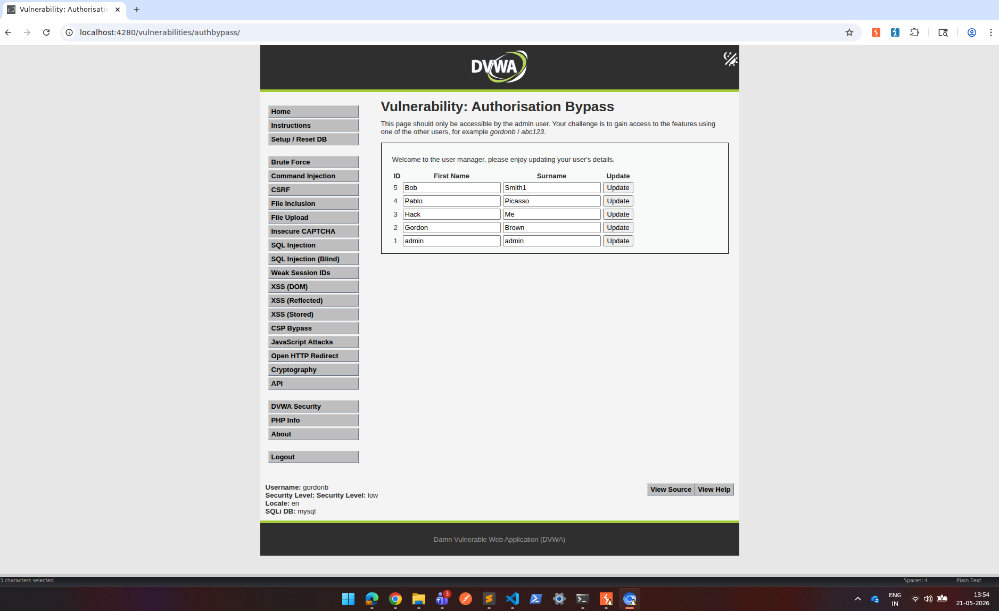 Vulnerability: Authorisatio
localhost:4280/vulnerabilities/authbypass/
DVWA
Home
Instructions
Setup / Reset DB
Brute Force
Command Injection
CSRF
File Inclusion
File Upload
Insecure CAPTCHA
SQL Injection
SQL Injection (Blind)
Weak Session IDs
XSS (DOM)
XSS (Reflected)
XSS (Stored)
CSP Bypass
JavaScript Attacks
Open HTTP Redirect
Cryptography
API
DVWA Security
PHP Info
About
Logout
Vulnerability: Authorisation Bypass
This page should only be accessible by the admin user. Your challenge is to gain access to the features using
one of the other users, for example gordonb / abc123.
Welcome to the user manager, please enjoy updating your user's details.
ID First Name Surname Update
5 Bob Smith1 Update
4 Pablo Picasso Update
3 Hack Me Update
2 Gordon Brown Update
1 admin admin Update
Username: gordonb
Security Level: Security Level: low
Locale: en
SQLi DB: mysql
View Source View Help
Damn Vulnerable Web Application (DVWA)
3 characters selected Spaces: 4 Plain Text
3
ENG
IN
13:54
21-05-2026